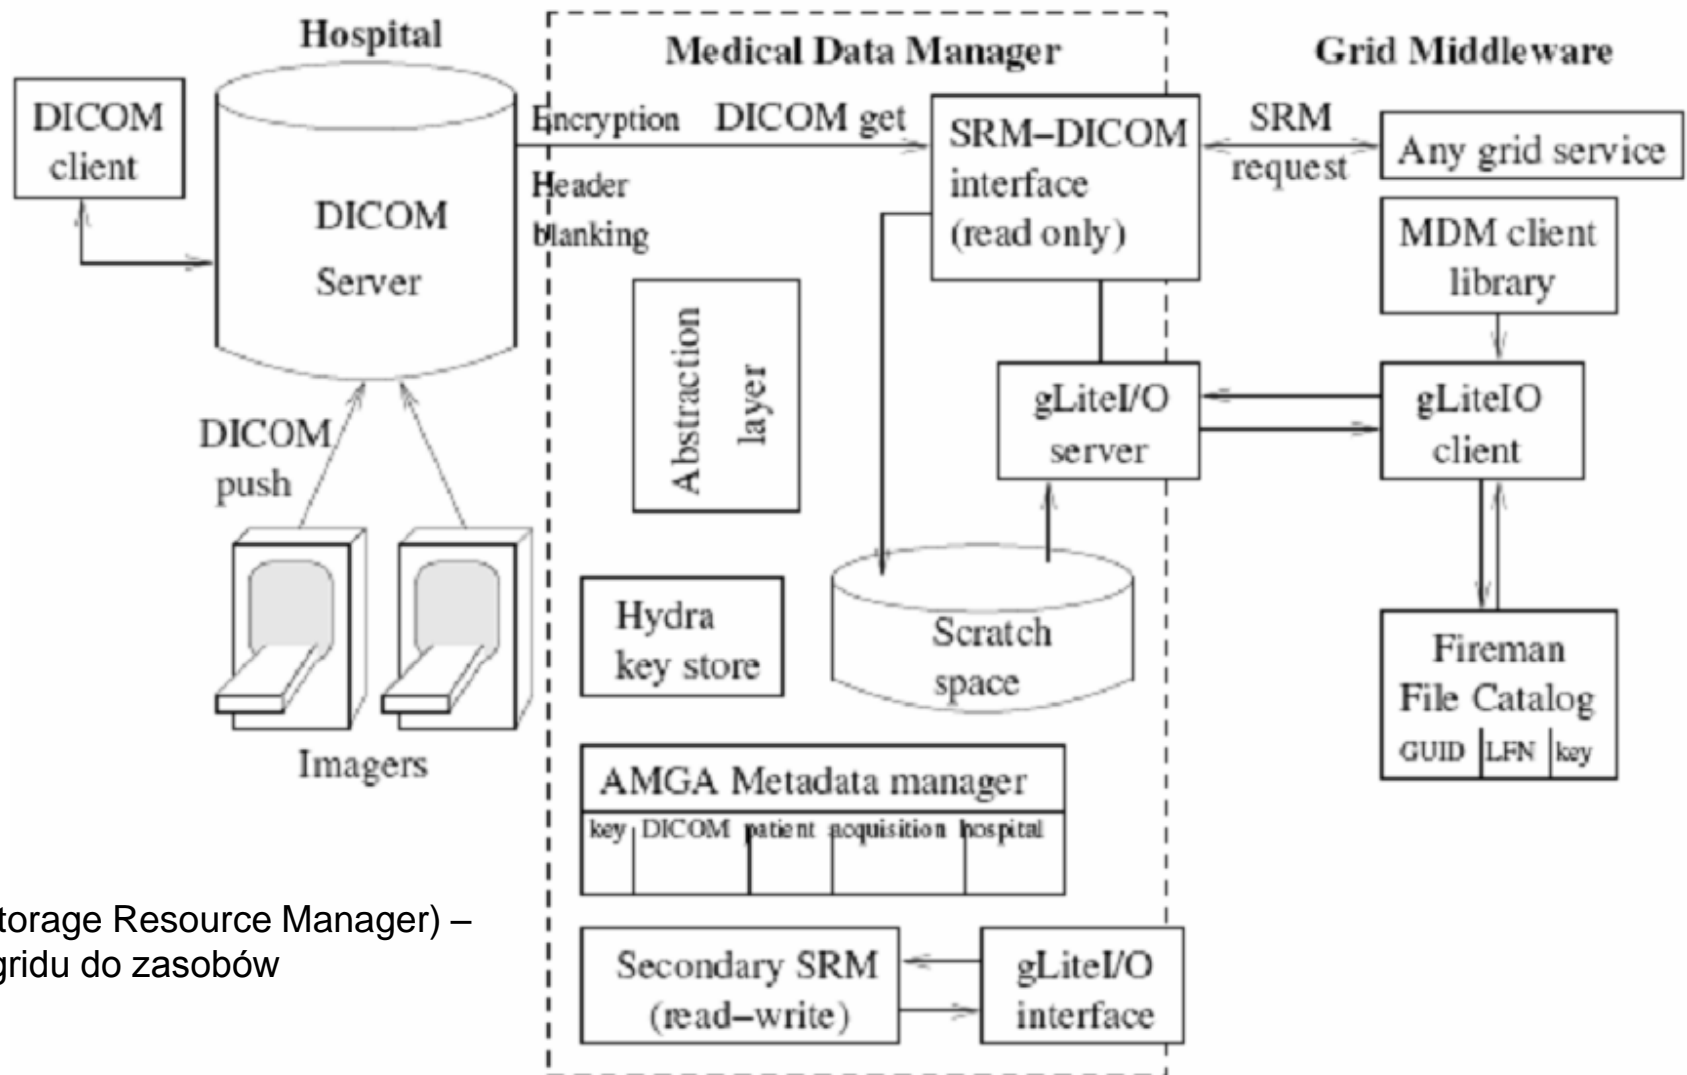 Hospital
Medical Data Manager
Grid Middleware
DICOM
client
DICOM
Server
Encryption
DICOM get
Header
blanking
SRM–DICOM
interface
(read only)
SRM
request
Any grid service
MDM client
library
Abstraction
layer
gLiteI/O
server
gLiteIO
client
DICOM
push
Imagers
Hydra
key store
Scratch
space
Fireman
File Catalog
GUID LFN key
AMGA Metadata manager
key DICOM patient acquisition hospital
Secondary SRM
(read–write)
gLiteI/O
interface
Resource Manager) –
gridu do zasobów